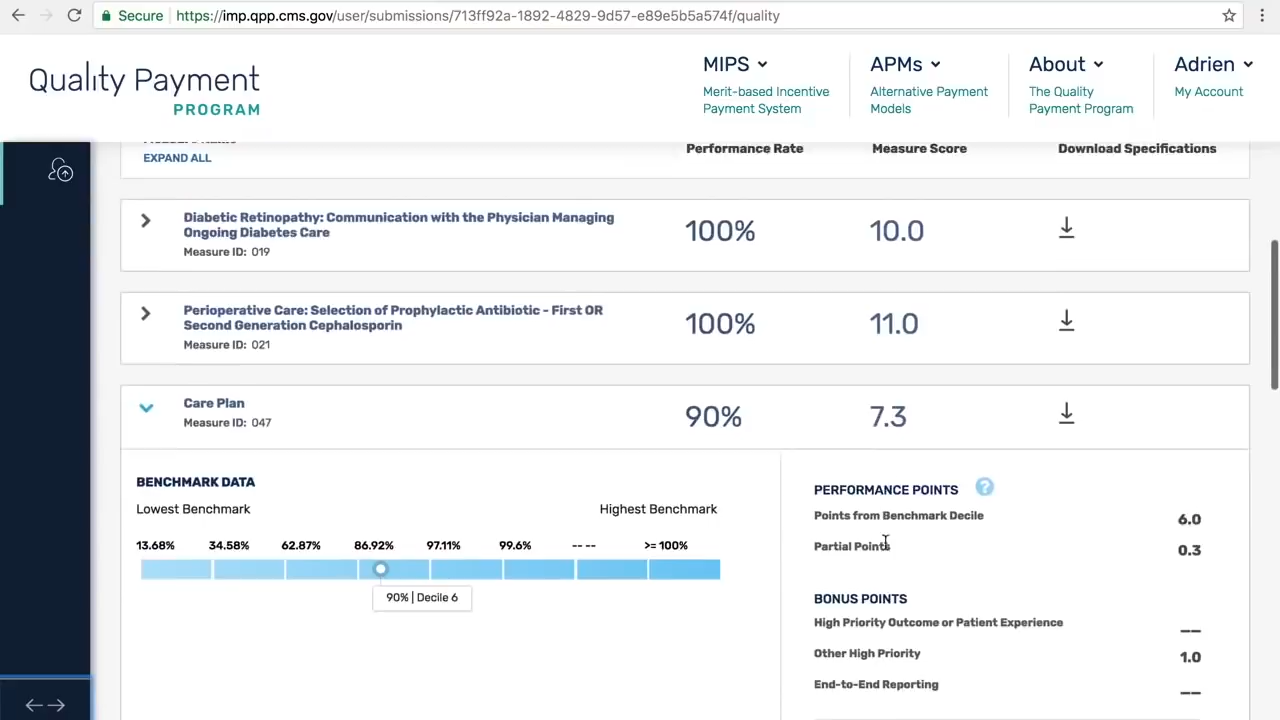 Secure
https://imp.qpp.cms.gov/user/submissions/713ff92a-1892-4829-9d57-e89e5b5a574f/quality
Quality Payment
PROGRAM
MIPS
Merit-based Incentive
Payment System
APMs
Alternative Payment
Models
About
The Quality
Payment Program
Adrien
My Account
EXPAND ALL
Performance Rate
Measure Score
Download Specifications
Diabetic Retinopathy: Communication with the Physician Managing
Ongoing Diabetes Care
Measure ID: 019
100%
10.0
Perioperative Care: Selection of Prophylactic Antibiotic - First OR
Second Generation Cephalosporin
Measure ID: 021
100%
11.0
Care Plan
Measure ID: 047
90%
7.3
BENCHMARK DATA
Lowest Benchmark
Highest Benchmark
13.68% 34.58% 62.87% 86.92% 97.11% 99.6% -- -- >= 100%
90% | Decile 6
PERFORMANCE POINTS ?
Points from Benchmark Decile 6.0
Partial Points 0.3
BONUS POINTS
High Priority Outcome or Patient Experience --
Other High Priority 1.0
End-to-End Reporting --